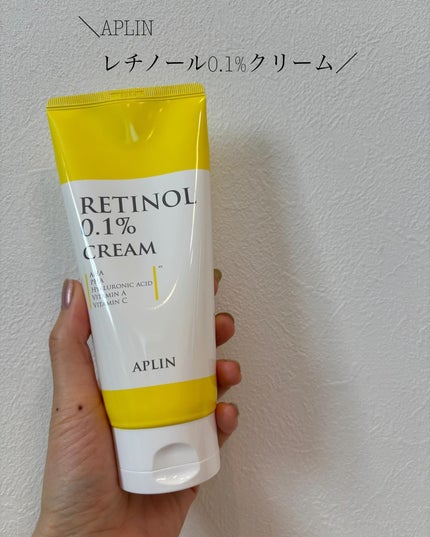 ＼APLIN
レチノール0.1%クリーム／
RETINOL
0.1%
CREAM
AHA
PHA
HYALURONIC ACID
VITAMIN A
VITAMIN C
APLIN